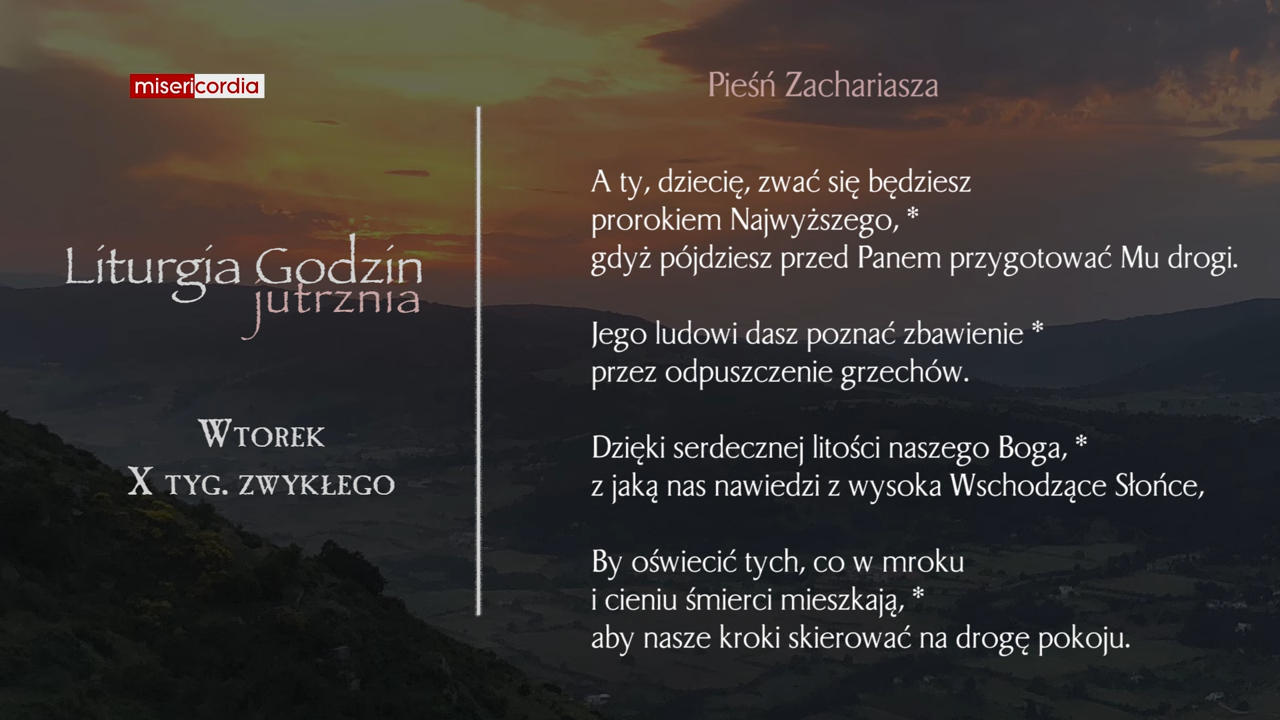 misericordia
Liturgia Godzin
jutrznia
Wtorek
X tyg. zwykłego
Pieśń Zachariasza
A ty, dziecię, zwać się będziesz
prorokiem Najwyższego, *
gdyż pójdziesz przed Panem przygotować Mu drogi.
Jego ludowi dasz poznać zbawienie *
przez odpuszczenie grzechów.
Dzięki serdecznej litości naszego Boga, *
z jaką nas nawiedzi z wysoka Wschodzące Słońce,
By oświecić tych, co w mroku
i cieniu śmierci mieszkają, *
aby nasze kroki skierować na drogę pokoju.